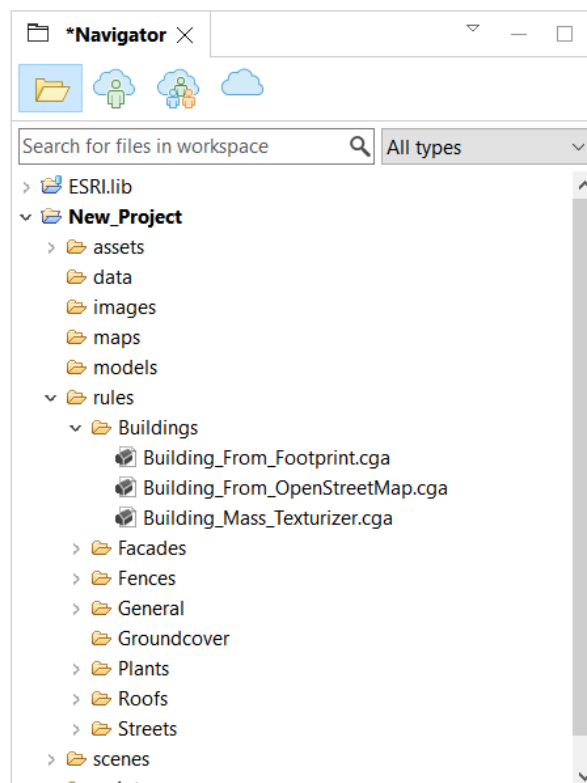 *Navigator
Search for files in workspace All types
ESRI.lib
New_Project
assets
data
images
maps
models
rules
Buildings
Building_From_Footprint.cga
Building_From_OpenStreetMap.cga
Building_Mass_Texturizer.cga
Facades
Fences
General
Groundcover
Plants
Roofs
Streets
scenes